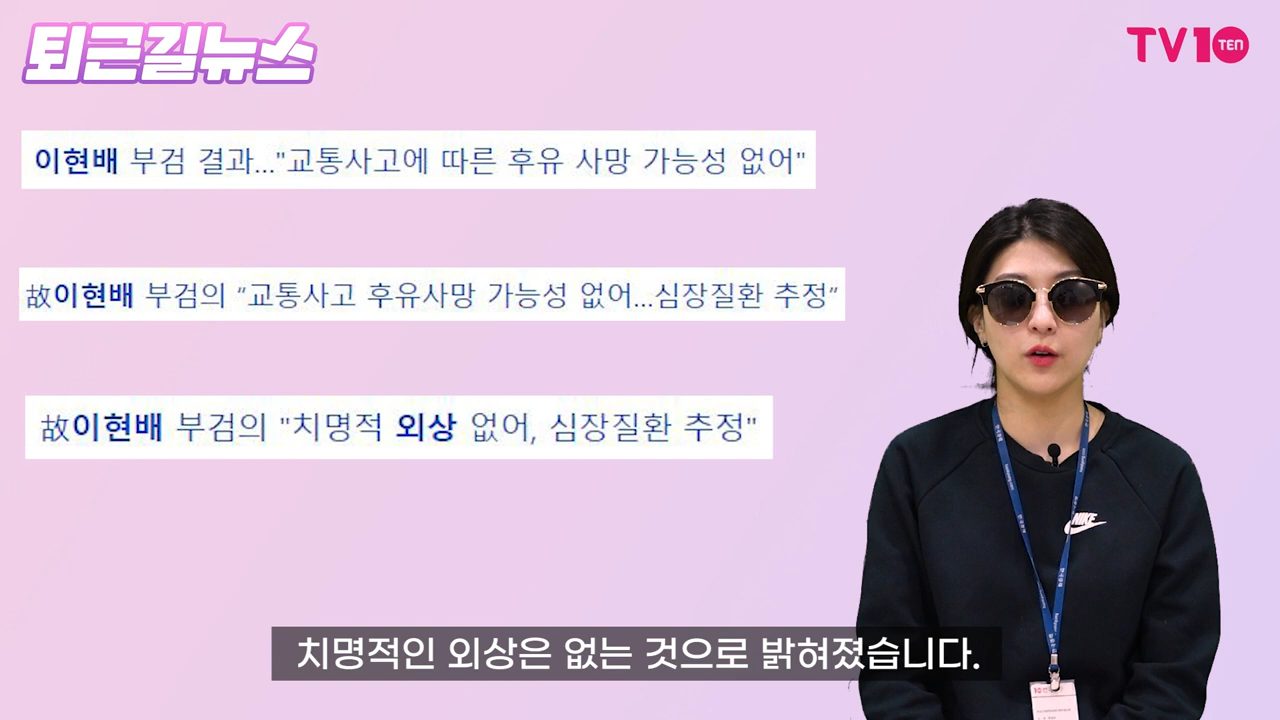 퇴근길뉴스
TV10
TEN
이현배 부검 결과..."교통사고에 따른 후유 사망 가능성 없어"
故이현배 부검의 “교통사고 후유사망 가능성 없어...심장질환 추정”
故이현배 부검의 "치명적 외상 없어, 심장질환 추정"
NIKE
치명적인 외상은 없는 것으로 밝혀졌습니다.